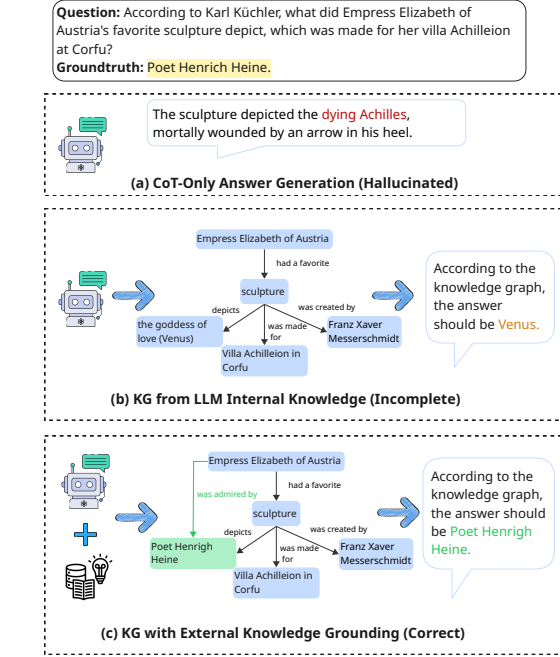 Question: According to Karl Küchler, what did Empress Elizabeth of
Austria's favorite sculpture depict, which was made for her villa Achilleion
at Corfu?
Groundtruth: Poet Henrich Heine.
The sculpture depicted the dying Achilles,
mortally wounded by an arrow in his heel.
(a) CoT-Only Answer Generation (Hallucinated)
Empress Elizabeth of Austria
had a favorite
sculpture
depicts
was made
for
was created by
the goddess of
love (Venus)
Villa Achilleion in
Corfu
Franz Xaver
Messerschmidt
According to the
knowledge graph,
the answer
should be Venus.
(b) KG from LLM Internal Knowledge (Incomplete)
Empress Elizabeth of Austria
was admired by
had a favorite
sculpture
depicts
was made
for
was created by
Poet Henrigh
Heine
Villa Achilleion in
Corfu
Franz Xaver
Messerschmidt
According to the
knowledge graph,
the answer should
be Poet Henrigh
Heine.
(c) KG with External Knowledge Grounding (Correct)